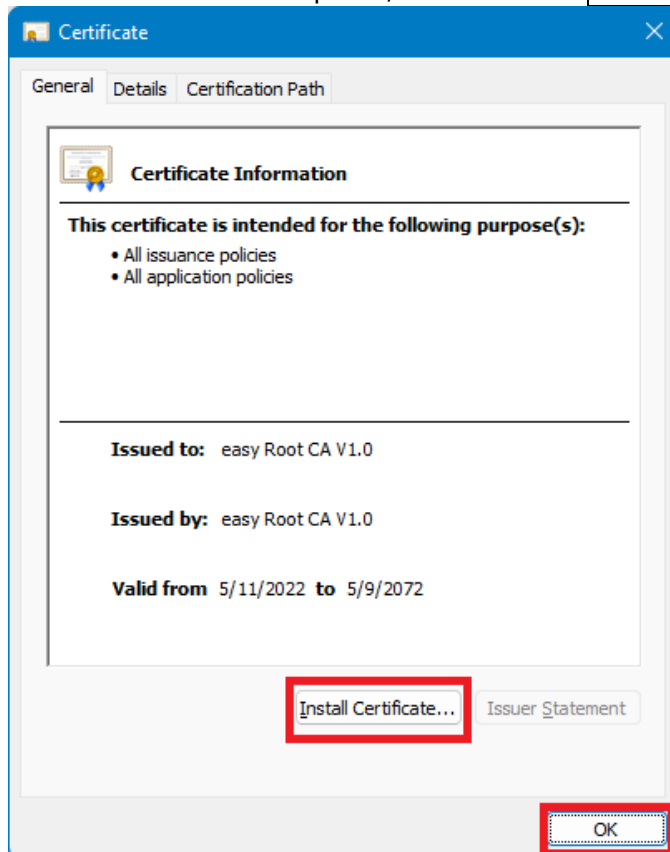 Certificate
General Details Certification Path
Certificate Information
This certificate is intended for the following purpose(s):
• All issuance policies
• All application policies
Issued to: easy Root CA V1.0
Issued by: easy Root CA V1.0
Valid from 5/11/2022 to 5/9/2072
Install Certificate... Issuer Statement
OK